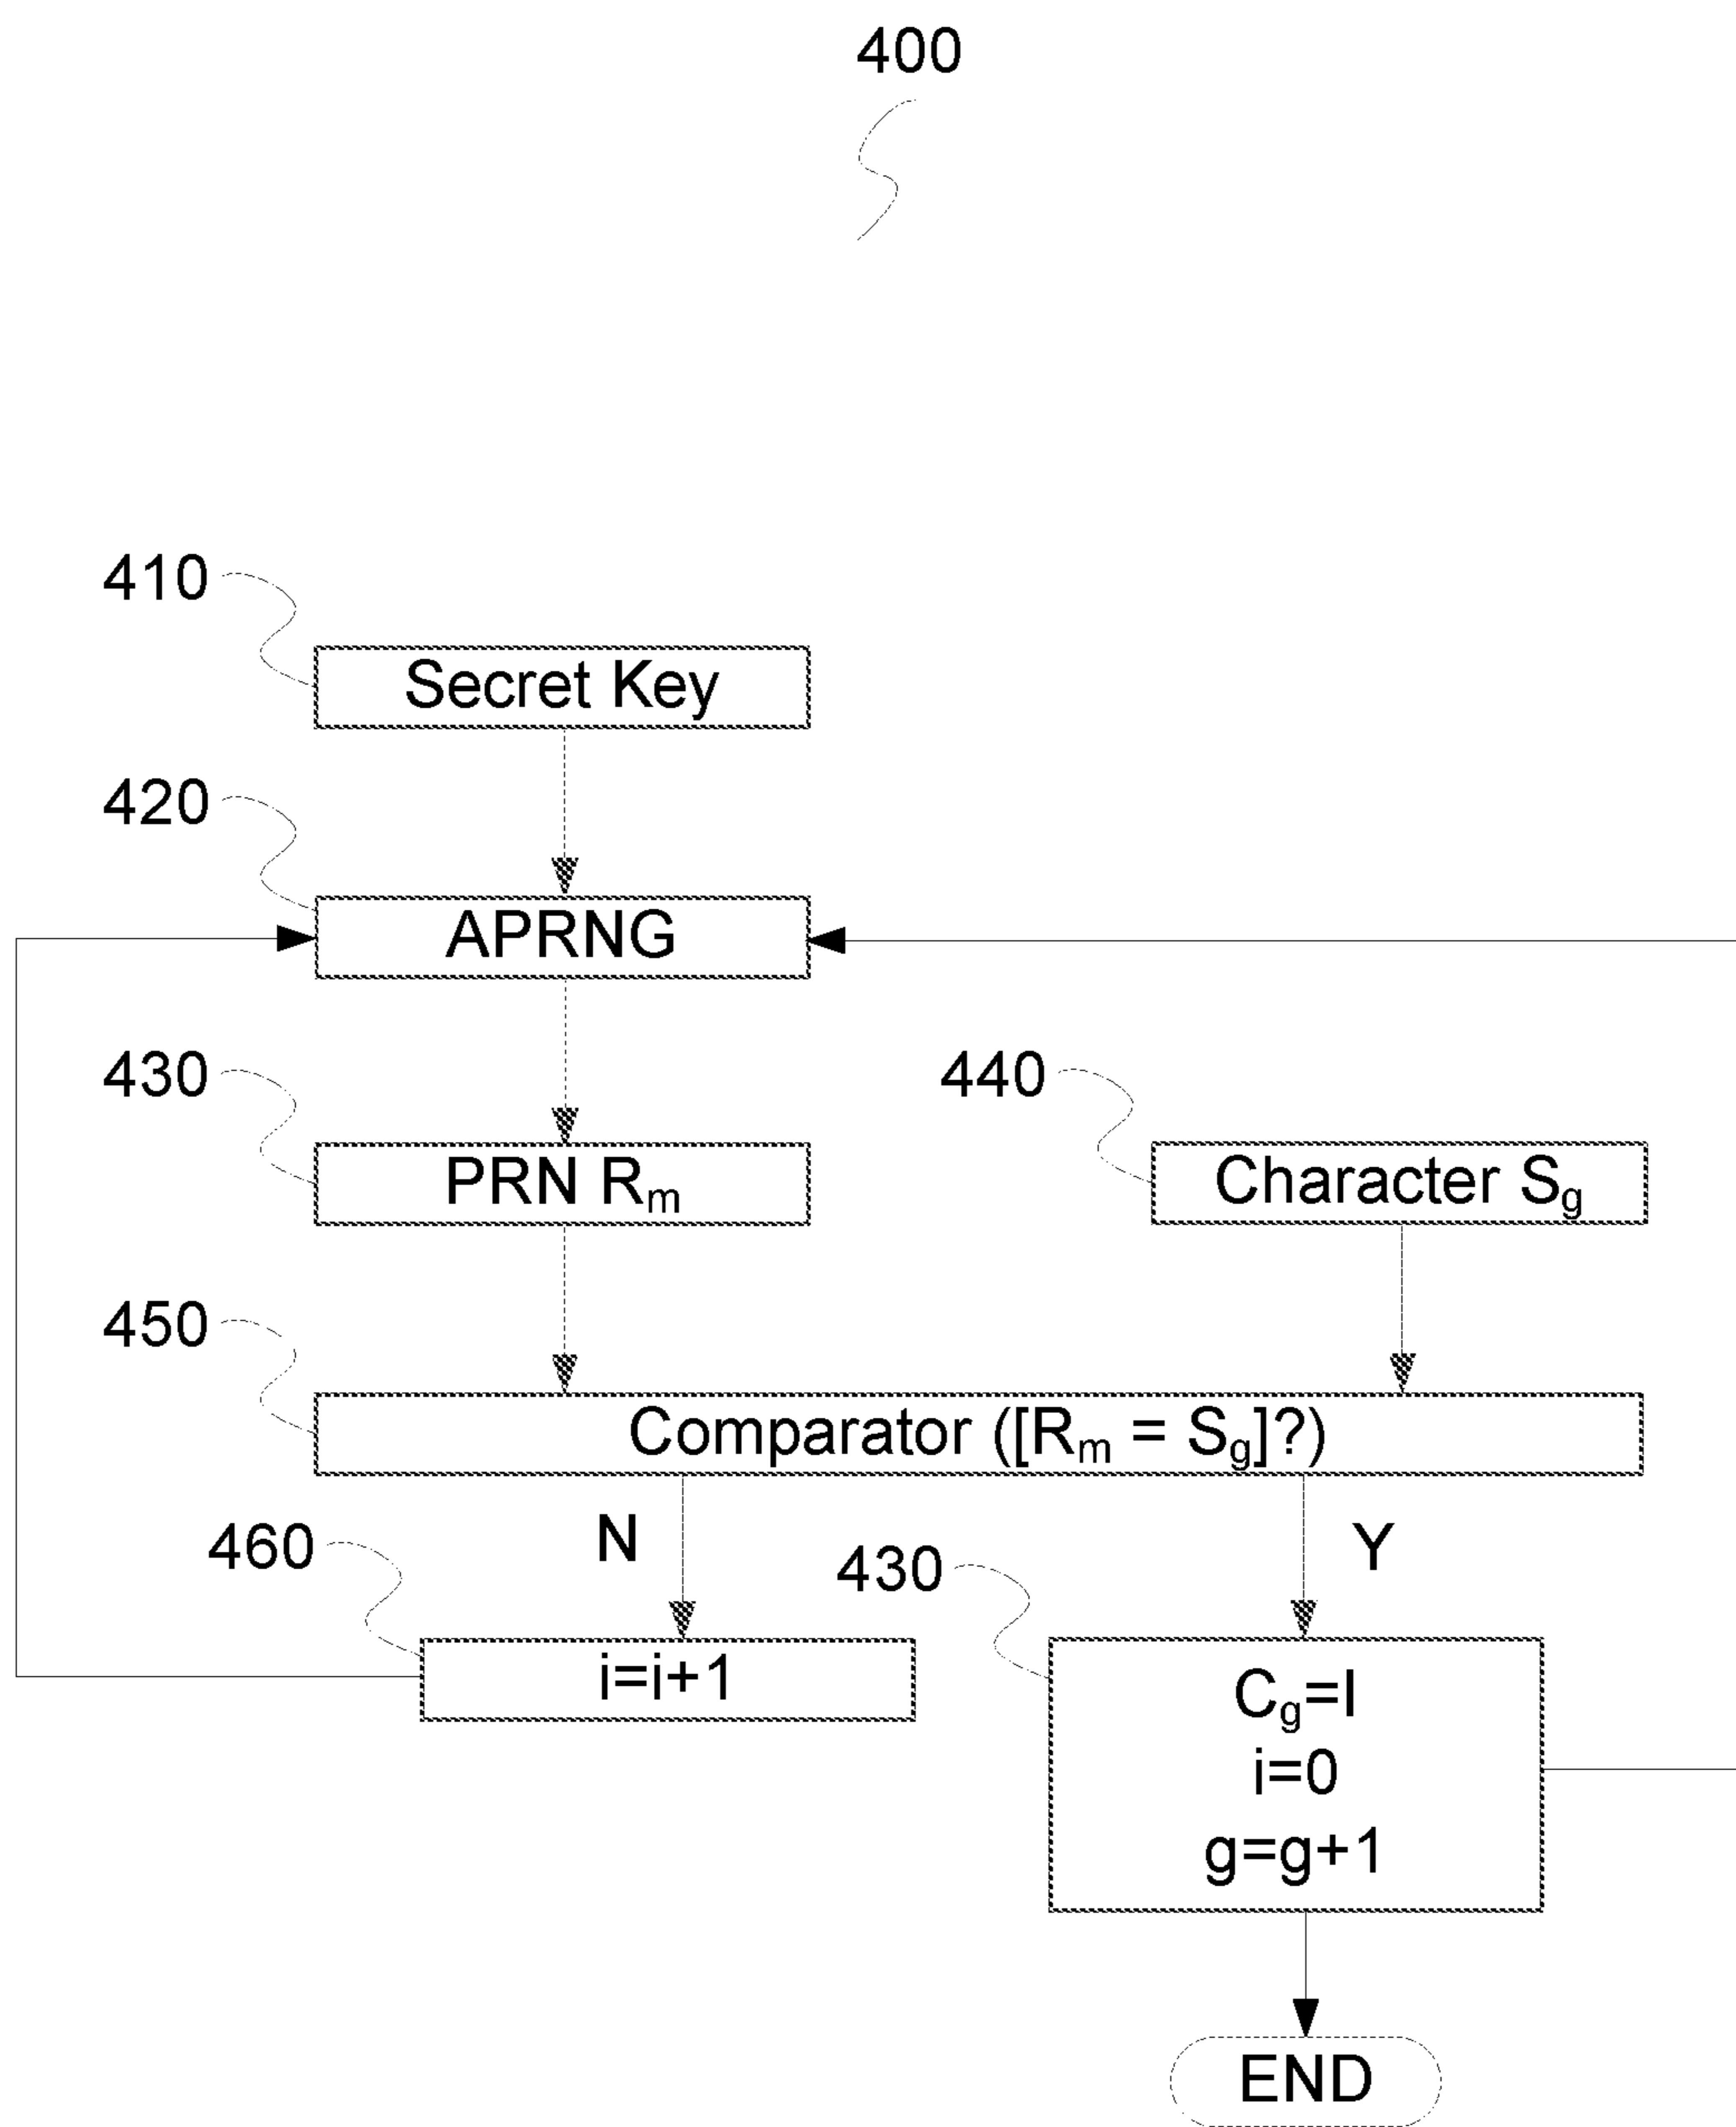 400
410
Secret Key
420
APRNG
430
440
PRN Rm
Character Sg
450
Comparator ([Rm = Sg]?)
N
Y
460
430
i=i+1
Cg=I
i=0
g=g+1
END